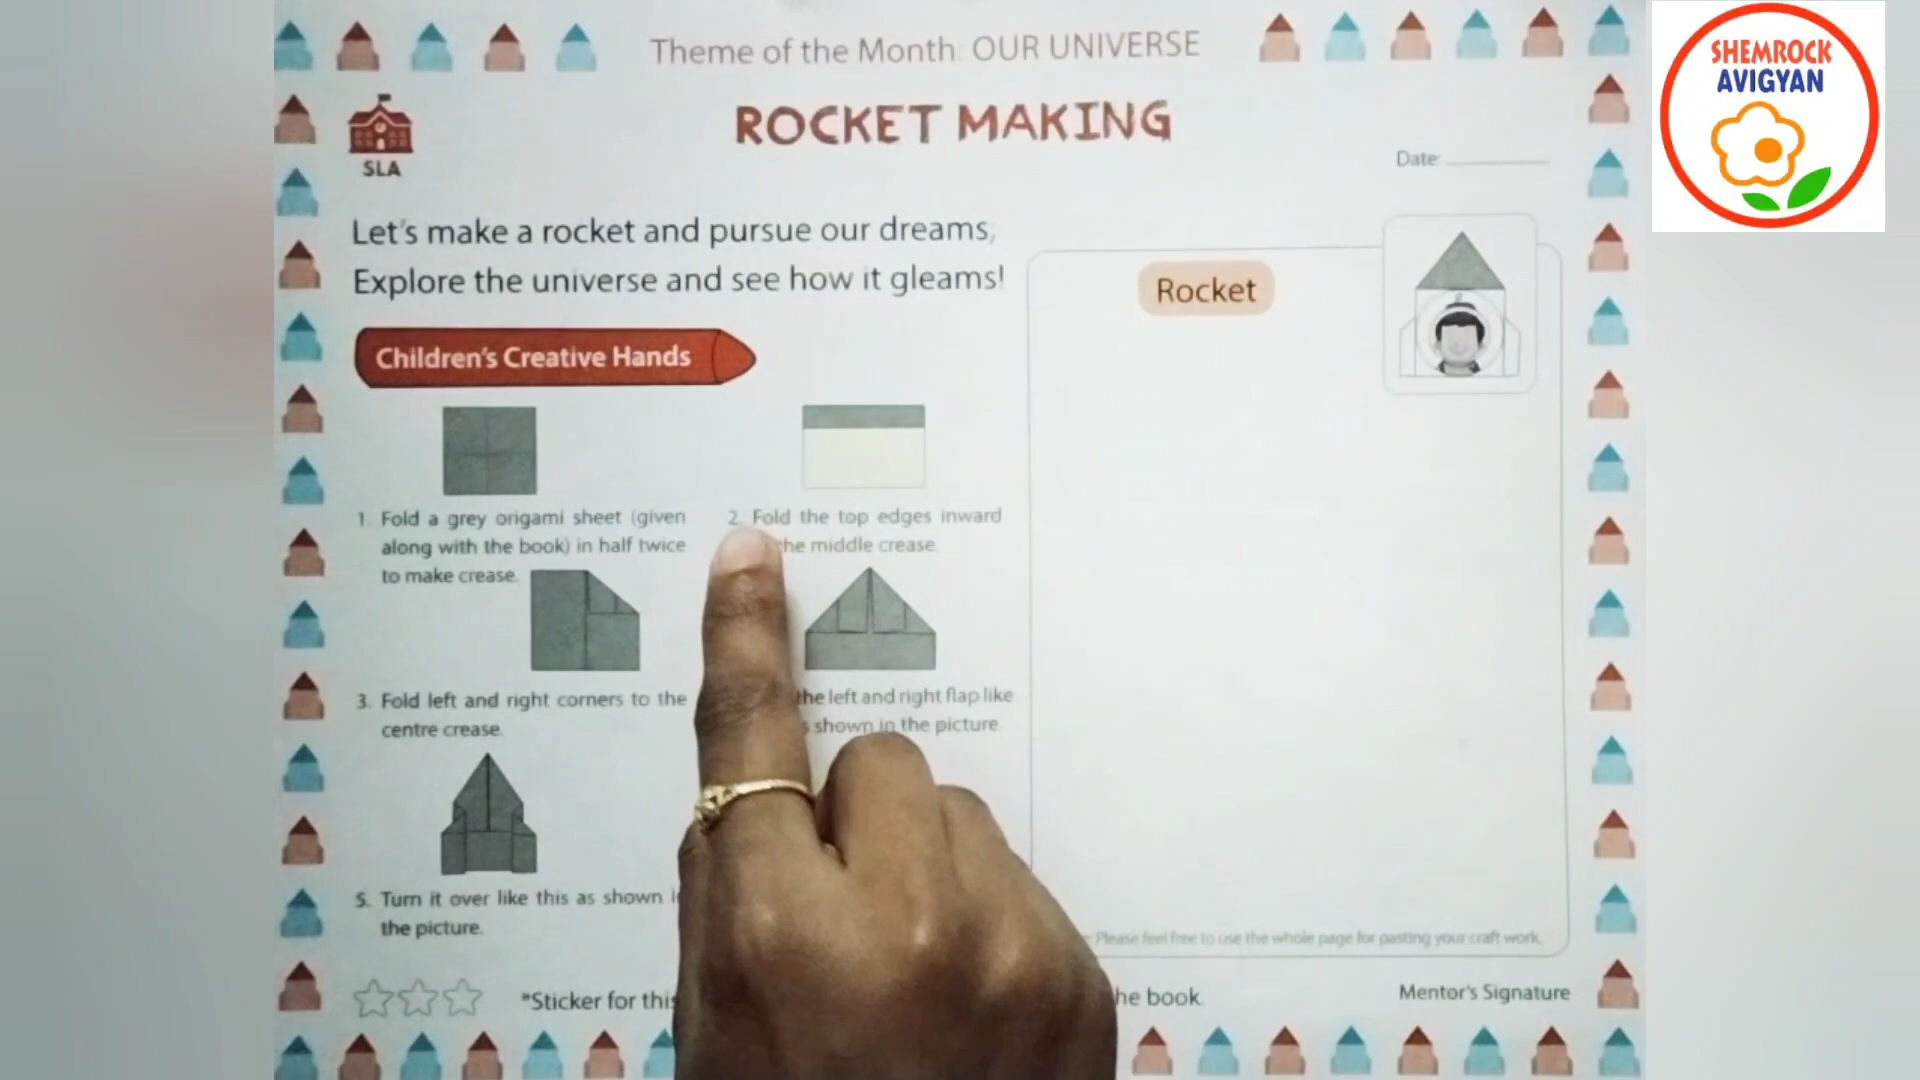 Theme of the Month: OUR UNIVERSE
SHEMROCK
AVIGYAN
ROCKET MAKING
SLA
Date:
Let's make a rocket and pursue our dreams,
Explore the universe and see how it gleams!
Rocket
Children's Creative Hands
1. Fold a grey origami sheet (given
along with the book) in half twice
to make crease.
2. Fold the top edges inward
the middle crease.
3. Fold left and right corners to the
centre crease.
the left and right flap like
shown in the picture.
5. Turn it over like this as shown
the picture.
Please feel free to use the whole page for pasting your craft work.
*Sticker for this
the book.
Mentor's Signature